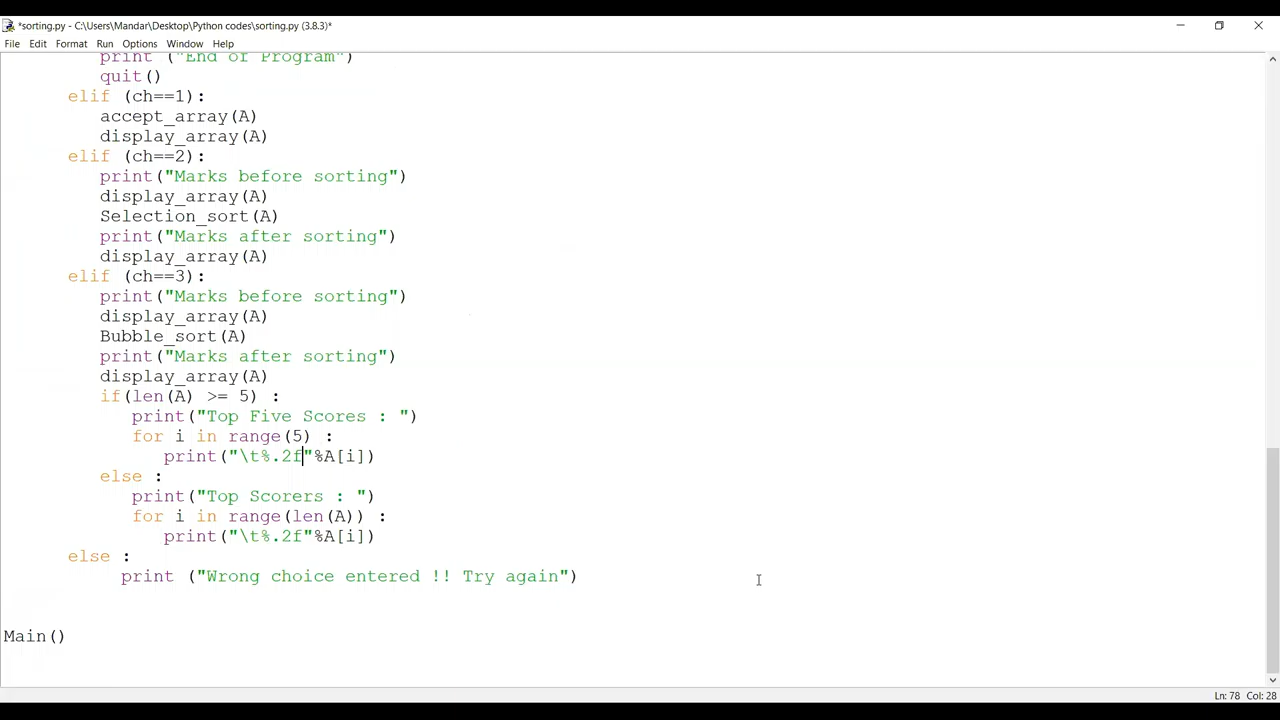 *sorting.py - C:\Users\Mandar\Desktop\Python codes\sorting.py (3.8.3)*
File Edit Format Run Options Window Help
print ("End of Program")
quit()
elif (ch==1):
accept_array(A)
display_array(A)
elif (ch==2):
print("Marks before sorting")
display_array(A)
Selection_sort(A)
print("Marks after sorting")
display_array(A)
elif (ch==3):
print("Marks before sorting")
display_array(A)
Bubble_sort(A)
print("Marks after sorting")
display_array(A)
if(len(A) >= 5) :
print("Top Five Scores : ")
for i in range(5) :
print("\t%.2f"%A[i])
else :
print("Top Scorers : ")
for i in range(len(A)) :
print("\t%.2f"%A[i])
else :
print ("Wrong choice entered !! Try again")
Main()
Ln: 78 Col: 28